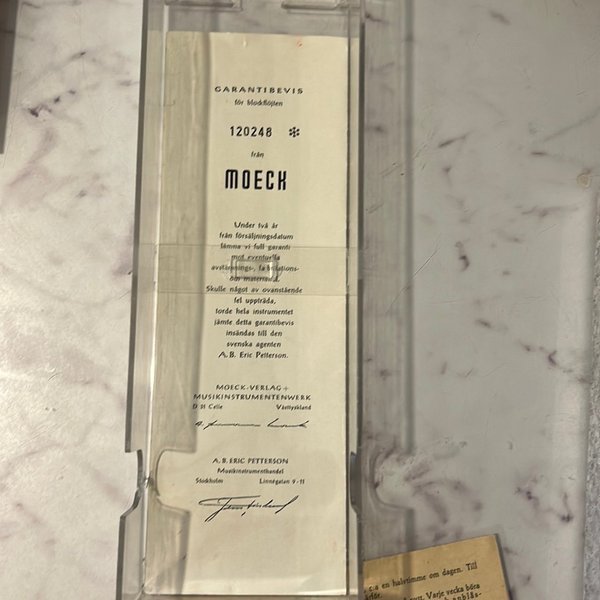 GARANTIBEVIS
för blockflöjten
120248 ✻
från
MOECK
Under två år
från försäljningsdatum
lämna vi full garanti
mot eventuella
avstämnings-, fabrikations-
och materialfel.
Skulle något av ovanstående
fel uppträda,
torde hela instrumentet
jämte detta garantibevis
insändas till den
svenska agenten
A. B. Eric Petterson.
MOECK-VERLAG +
MUSIKINSTRUMENTENWERK
D 31 Celle Västtyskland
A. B. ERIC PETTERSON
Musikinstrumenthandel
Stockholm Linnégatan 9-11
en halvtimme om dagen. Till
Varje vecka böra